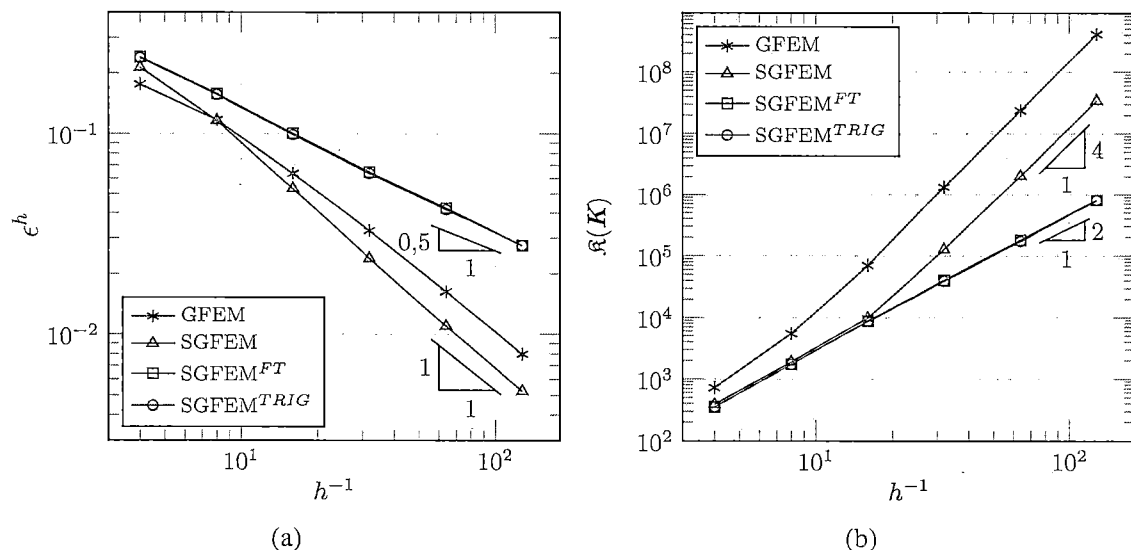 10^{-1}
10^{-2}
ϵ^h
0,5
1
1
1
GFEM
SGFEM
SGFEM^{FT}
SGFEM^{TRIG}
10^1
10^2
h^{-1}
(a)
10^8
10^7
10^6
10^5
10^4
10^3
10^2
𝔎(K)
GFEM
SGFEM
SGFEM^{FT}
SGFEM^{TRIG}
4
1
2
1
10^1
10^2
h^{-1}
(b)